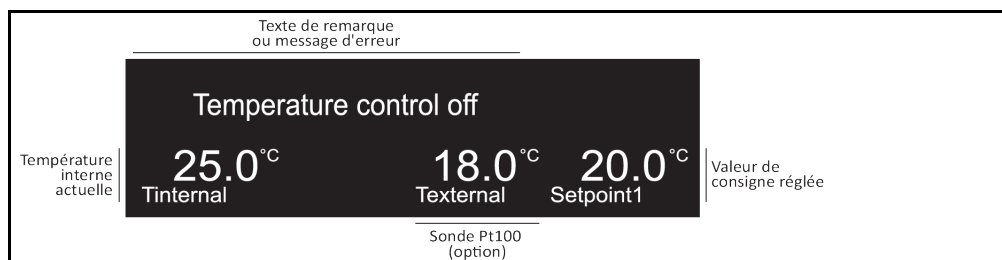 Texte de remarque
ou message d'erreur
Temperature control off
Température
interne
actuelle
25.0°C
18.0°C
20.0°C
Tinternal
Texternal
Setpoint1
Valeur de
consigne réglée
Sonde Pt100
(option)